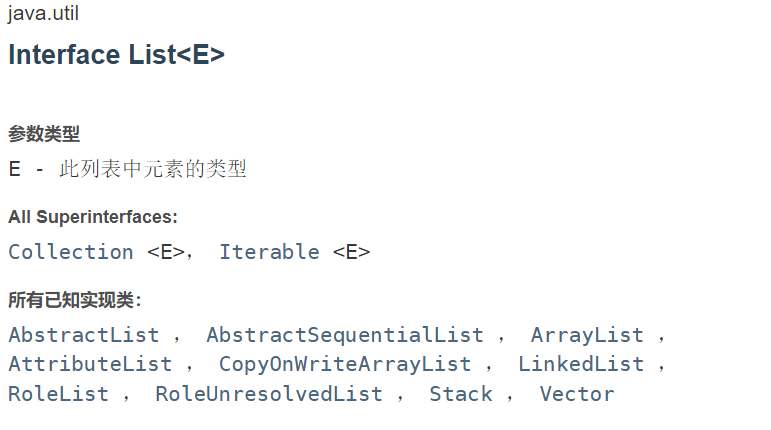 java.util
Interface List<E>
参数类型
E - 此列表中元素的类型
All Superinterfaces:
Collection <E>， Iterable <E>
所有已知实现类：
AbstractList ， AbstractSequentialList ， ArrayList ，
AttributeList ， CopyOnWriteArrayList ， LinkedList ，
RoleList ， RoleUnresolvedList ， Stack ， Vector